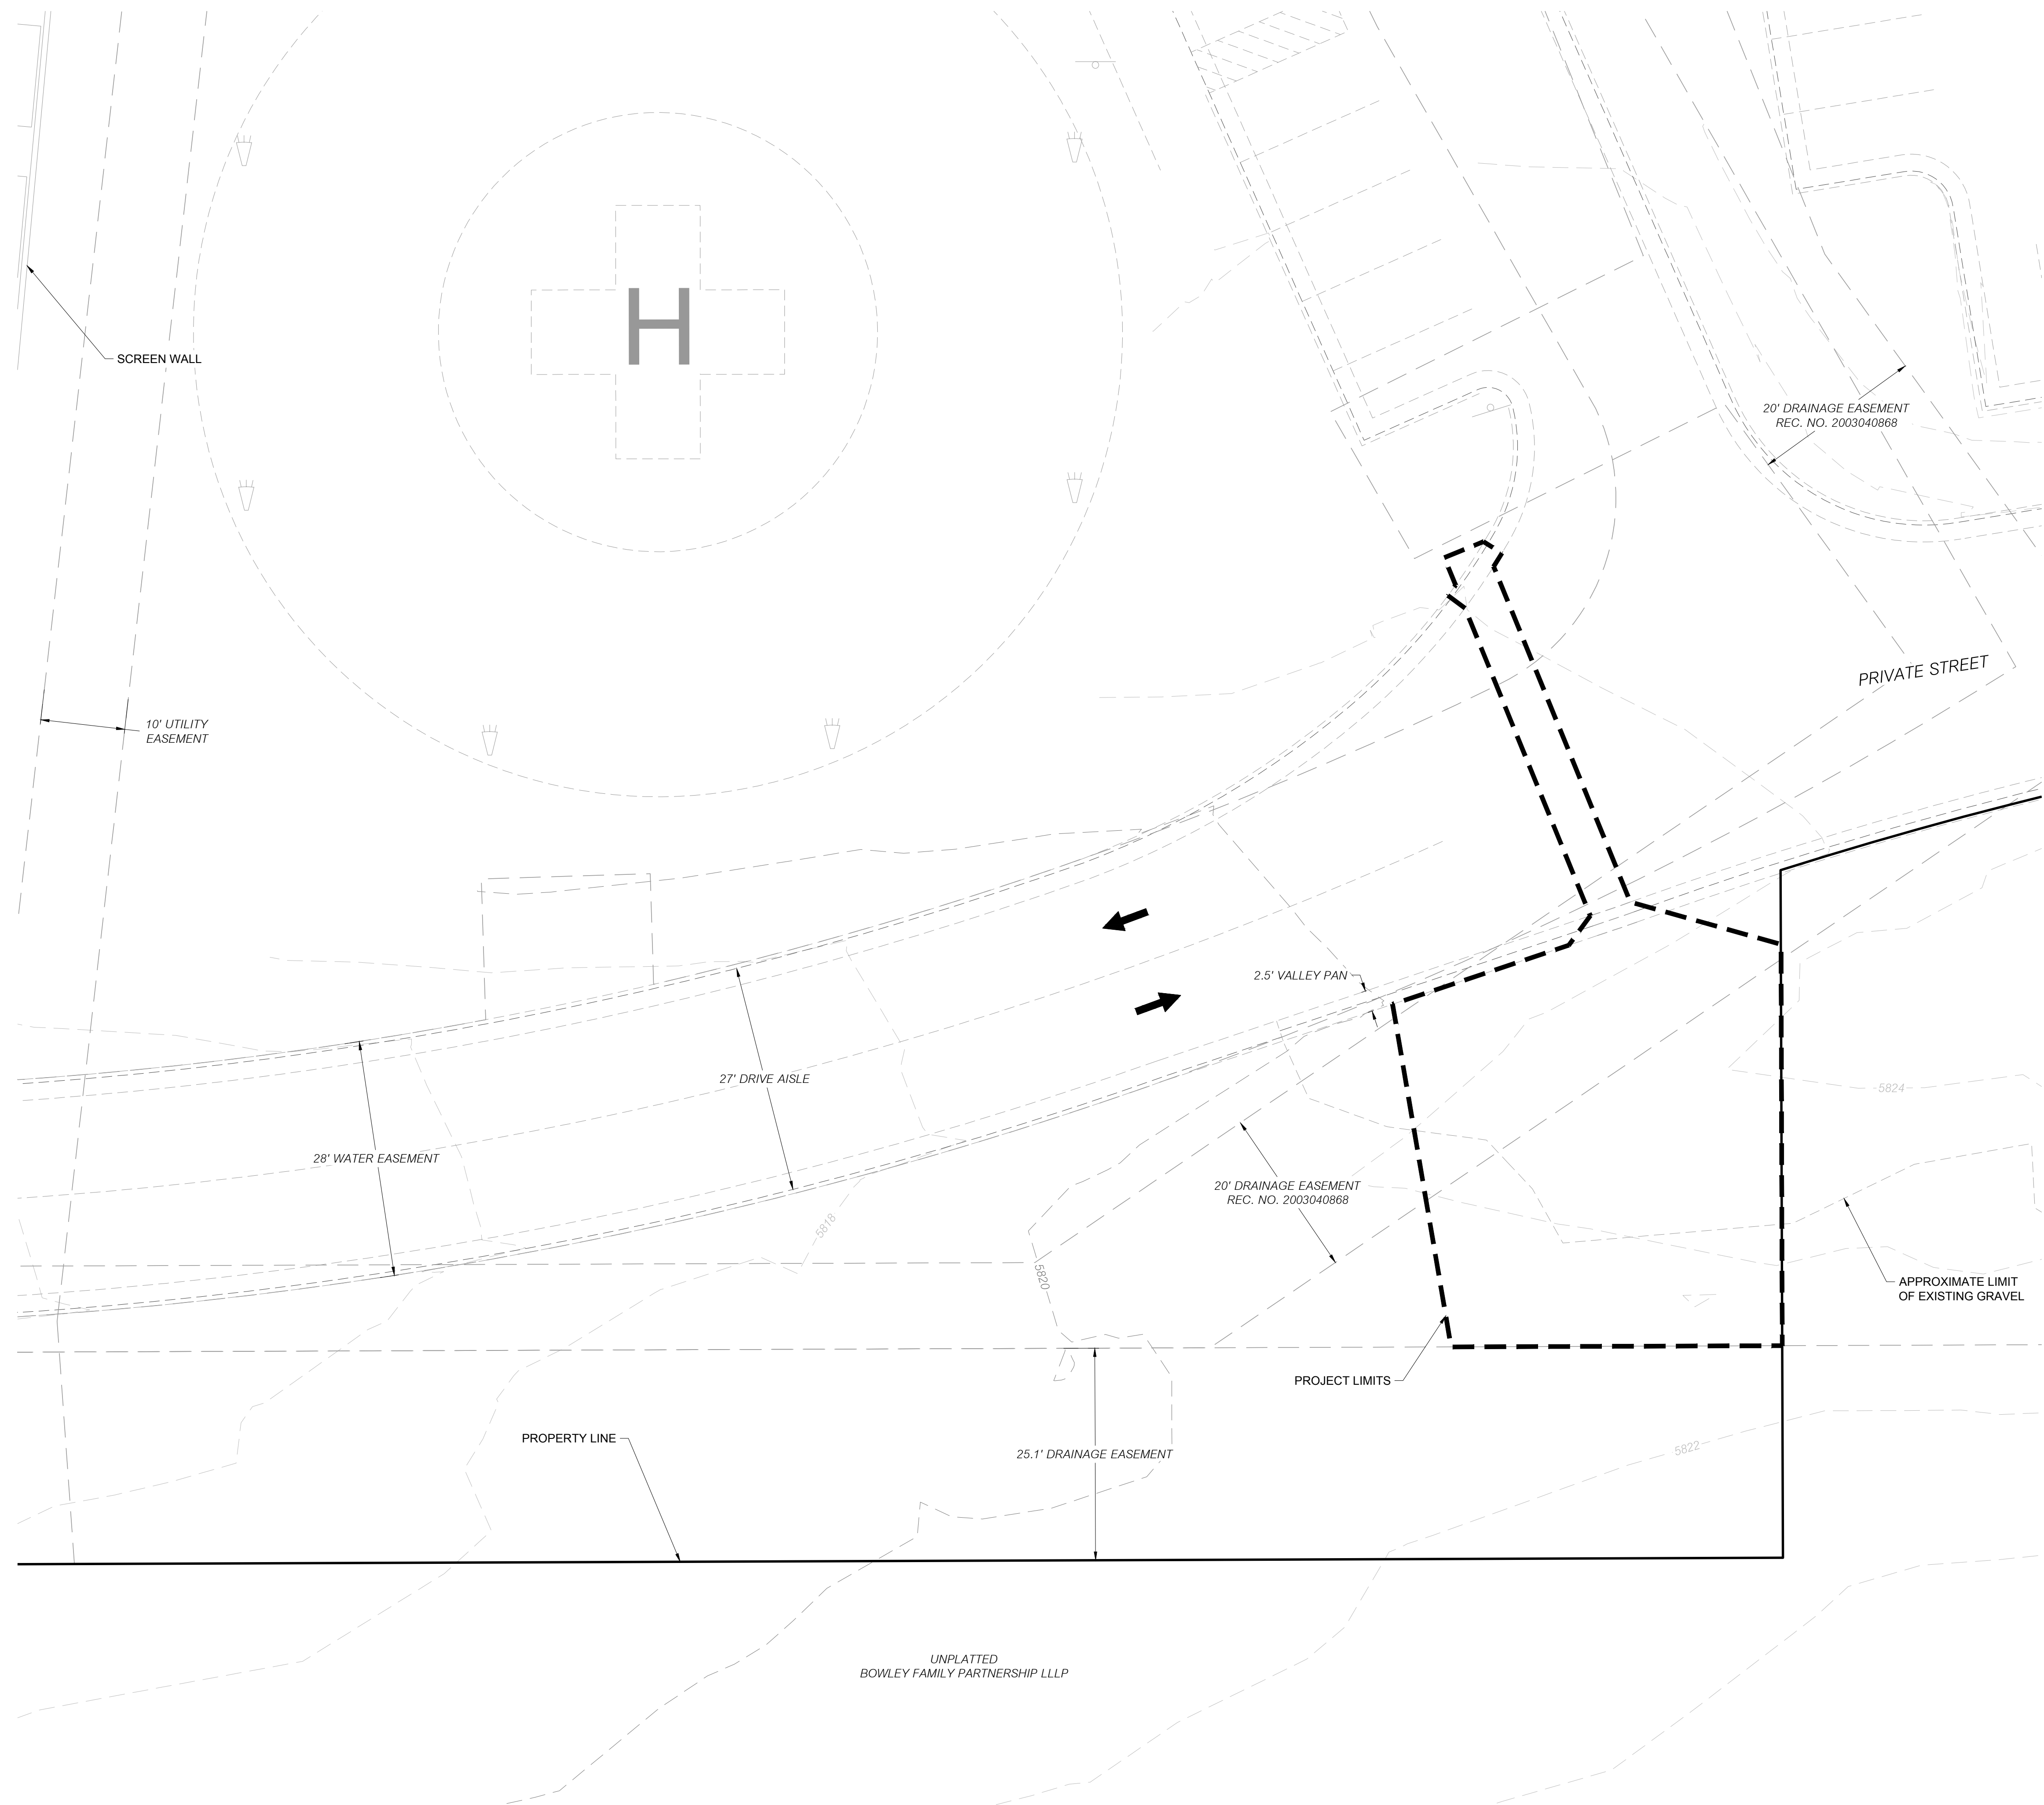 H
SCREEN WALL
20' DRAINAGE EASEMENT
REC. NO. 2003040868
PRIVATE STREET
10' UTILITY
EASEMENT
2.5' VALLEY PAN
27' DRIVE AISLE
5824
28' WATER EASEMENT
20' DRAINAGE EASEMENT
REC. NO. 2003040868
5818
5820
APPROXIMATE LIMIT
OF EXISTING GRAVEL
PROJECT LIMITS
PROPERTY LINE
25.1' DRAINAGE EASEMENT
5822
UNPLATTED
BOWLEY FAMILY PARTNERSHIP LLLP